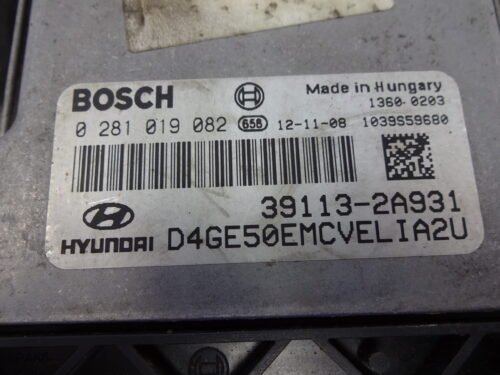 BOSCH
Made in Hungary
1360-0203
0 281 019 082 656 12-11-08 1039S59680
39113-2A931
HYUNDAI D4GE50EMCVELIA2U